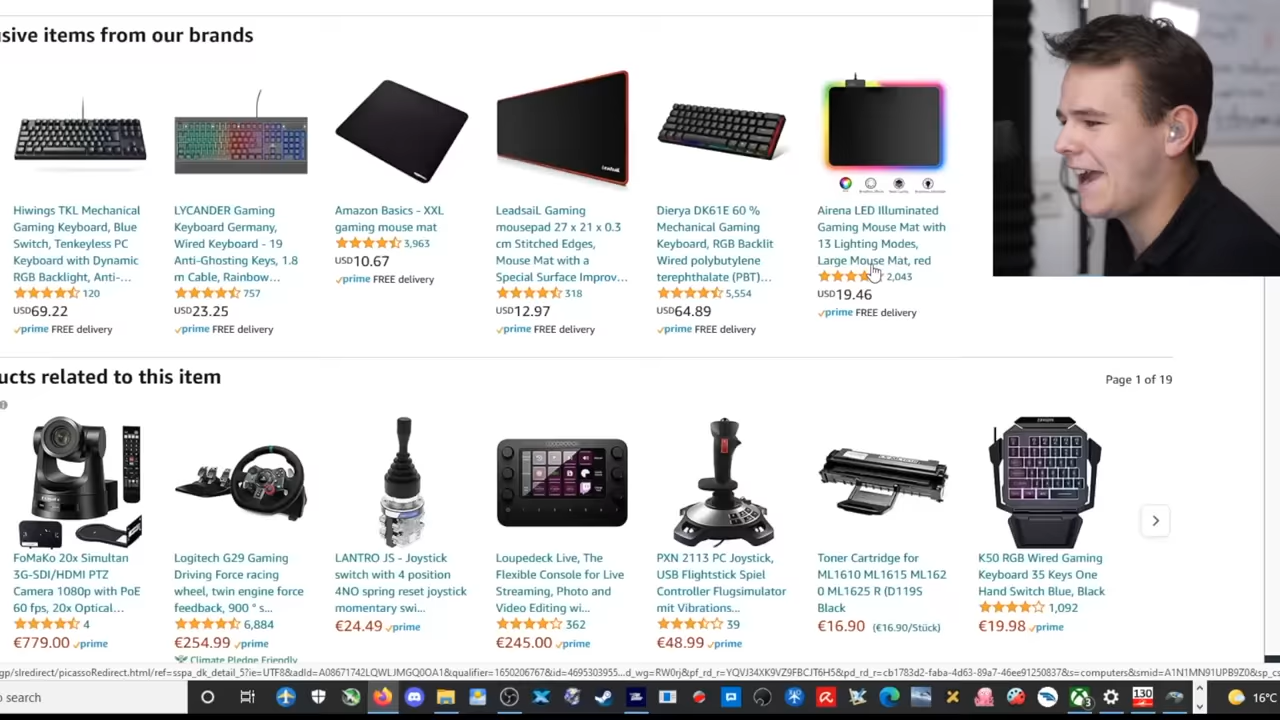 sive items from our brands
Hiwings TKL Mechanical
Gaming Keyboard, Blue
Switch, Tenkeyless PC
Keyboard with Dynamic
RGB Backlight, Anti-...
120
USD69.22
prime FREE delivery
LYCANDER Gaming
Keyboard Germany,
Wired Keyboard - 19
Anti-Ghosting Keys, 1.8
m Cable, Rainbow...
757
USD23.25
prime FREE delivery
Amazon Basics - XXL
gaming mouse mat
3,963
USD10.67
prime FREE delivery
LeadsaiL Gaming
mousepad 27 x 21 x 0.3
cm Stitched Edges,
Mouse Mat with a
Special Surface Improv...
318
USD12.97
prime FREE delivery
Dierya DK61E 60 %
Mechanical Gaming
Keyboard, RGB Backlit
Wired polybutylene
terephthalate (PBT)...
5,554
USD64.89
prime FREE delivery
Airena LED Illuminated
Gaming Mouse Mat with
13 Lighting Modes,
Large Mouse Mat, red
2,043
USD19.46
prime FREE delivery
ucts related to this item
Page 1 of 19
FoMaKo 20x Simultan
3G-SDI/HDMI PTZ
Camera 1080p with PoE
60 fps, 20x Optical...
4
€779.00 prime
Logitech G29 Gaming
Driving Force racing
wheel, twin engine force
feedback, 900 ° s...
6,884
€254.99 prime
Climate Pledge Friendly
LANTRO JS - Joystick
switch with 4 position
4NO spring reset joystick
momentary swi...
€24.49 prime
Loupedeck Live, The
Flexible Console for Live
Streaming, Photo and
Video Editing wi...
362
€245.00 prime
PXN 2113 PC Joystick,
USB Flightstick Spiel
Controller Flugsimulator
mit Vibrations...
39
€48.99 prime
Toner Cartridge for
ML1610 ML1615 ML162
0 ML1625 R (D119S
Black
€16.90 (€16.90/Stück)
K50 RGB Wired Gaming
Keyboard 35 Keys One
Hand Switch Blue, Black
1,092
€19.98 prime
o search
130
16°C